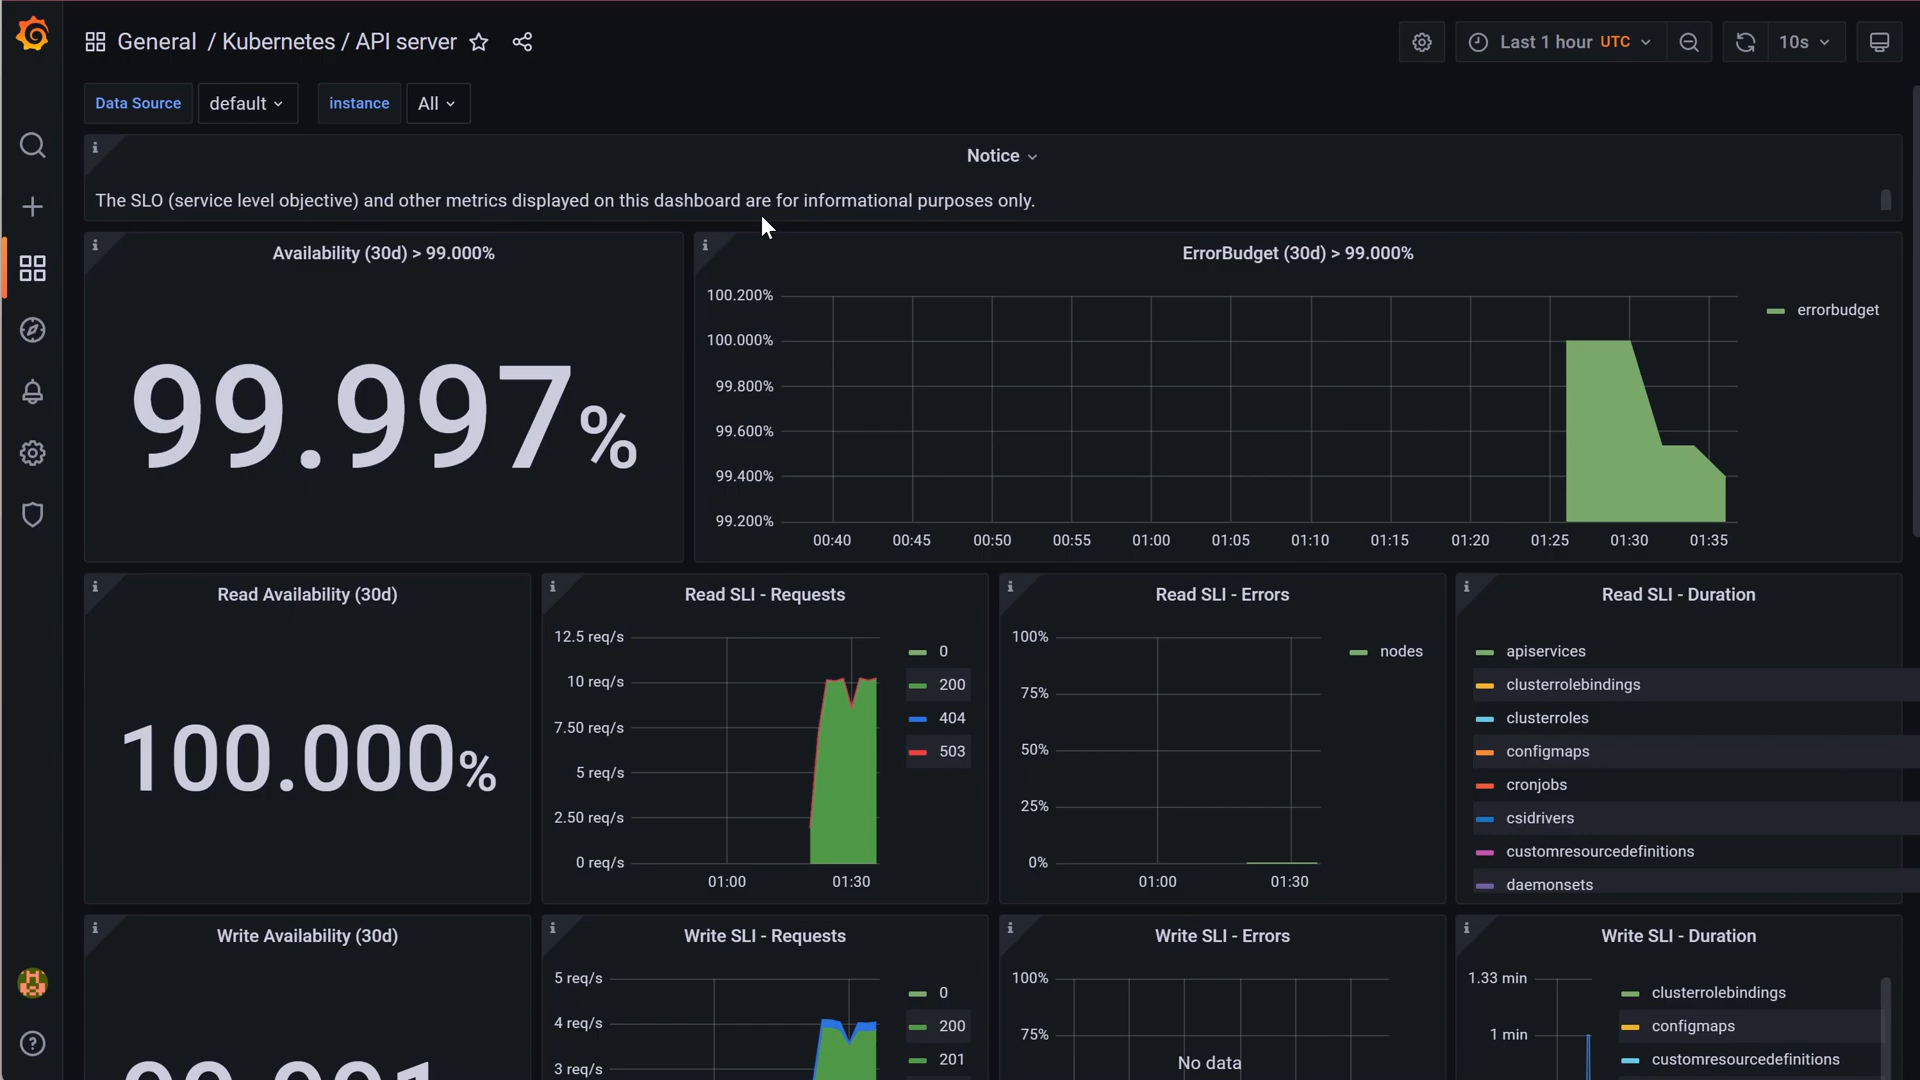 General / Kubernetes / API server
Last 1 hour UTC
10s
Data Source default instance All
Notice
The SLO (service level objective) and other metrics displayed on this dashboard are for informational purposes only.
Availability (30d) > 99.000%
99.997%
ErrorBudget (30d) > 99.000%
100.200%
100.000%
99.800%
99.600%
99.400%
99.200%
00:40 00:45 00:50 00:55 01:00 01:05 01:10 01:15 01:20 01:25 01:30 01:35
errorbudget
Read Availability (30d)
100.000%
Read SLI - Requests
12.5 req/s
10 req/s
7.50 req/s
5 req/s
2.50 req/s
0 req/s
01:00 01:30
0
200
404
503
Read SLI - Errors
100%
75%
50%
25%
0%
01:00 01:30
nodes
Read SLI - Duration
apiservices
clusterrolebindings
clusterroles
configmaps
cronjobs
csidrivers
customresourcedefinitions
daemonsets
Write Availability (30d)
Write SLI - Requests
5 req/s
4 req/s
3 req/s
0
200
201
Write SLI - Errors
100%
75%
No data
Write SLI - Duration
1.33 min
1 min
clusterrolebindings
configmaps
customresourcedefinitions